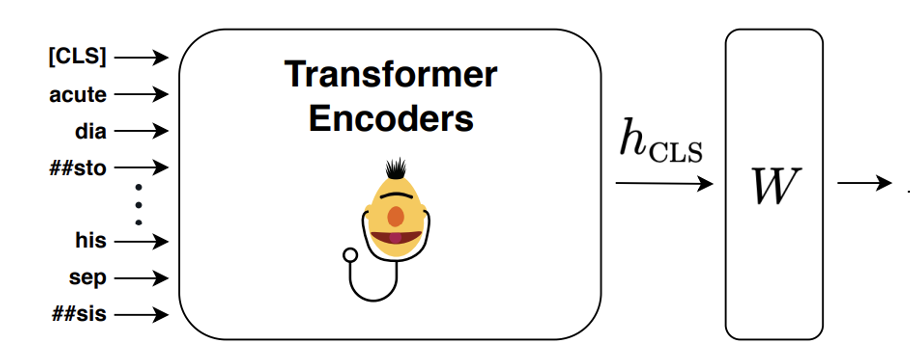 [CLS]
acute
dia
##sto
his
sep
##sis
Transformer
Encoders
h_CLS
W